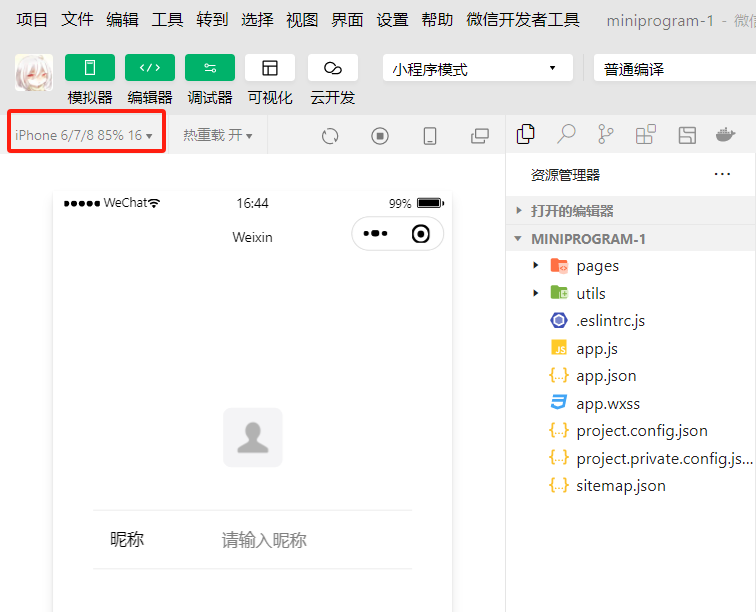 项目 文件 编辑 工具 转到 选择 视图 界面 设置 帮助 微信开发者工具 miniprogram-1 - 微信
模拟器 编辑器 调试器 可视化 云开发
小程序模式 普通编译
iPhone 6/7/8 85% 16 热重载 开
WeChat 16:44 99%
Weixin
昵称 请输入昵称
资源管理器
打开的编辑器
MINIPROGRAM-1
pages
utils
.eslintrc.js
JS app.js
{..} app.json
app.wxss
{..} project.config.json
{..} project.private.config.js...
{..} sitemap.json